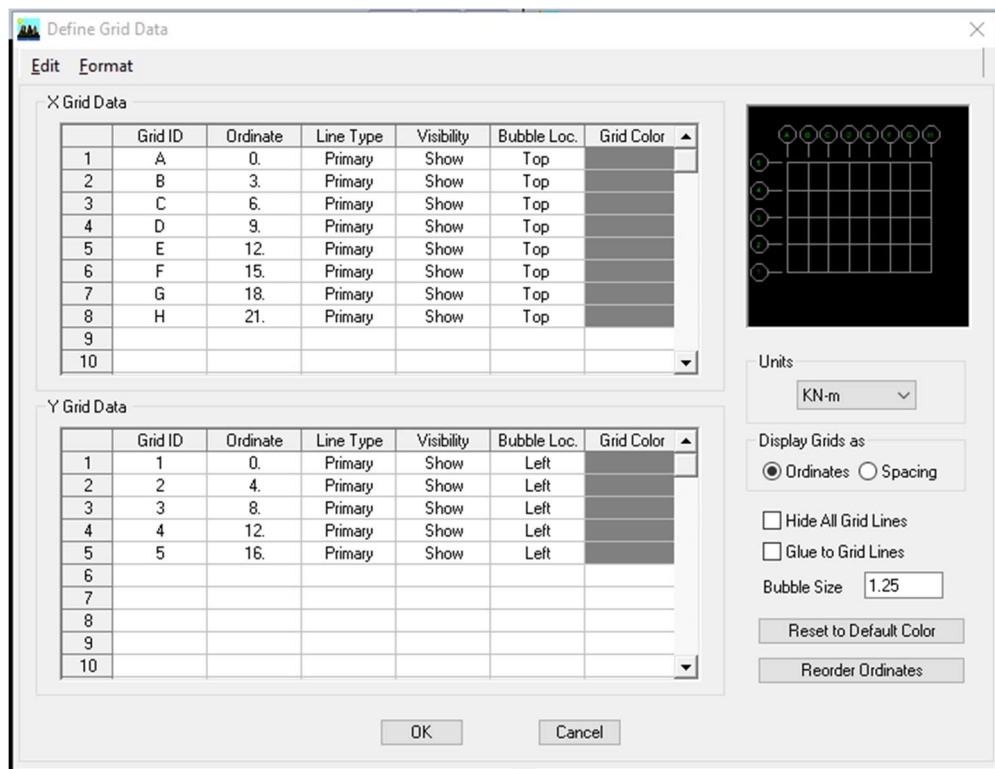 Define Grid Data
Edit Format
X Grid Data
Grid ID Ordinate Line Type Visibility Bubble Loc. Grid Color
1 A 0. Primary Show Top
2 B 3. Primary Show Top
3 C 6. Primary Show Top
4 D 9. Primary Show Top
5 E 12. Primary Show Top
6 F 15. Primary Show Top
7 G 18. Primary Show Top
8 H 21. Primary Show Top
9
10
Y Grid Data
Grid ID Ordinate Line Type Visibility Bubble Loc. Grid Color
1 1 0. Primary Show Left
2 2 4. Primary Show Left
3 3 8. Primary Show Left
4 4 12. Primary Show Left
5 5 16. Primary Show Left
6
7
8
9
10
A B C D E F G H
5
4
3
2
1
Units
KN-m
Display Grids as
Ordinates Spacing
Hide All Grid Lines
Glue to Grid Lines
Bubble Size 1.25
Reset to Default Color
Reorder Ordinates
OK Cancel